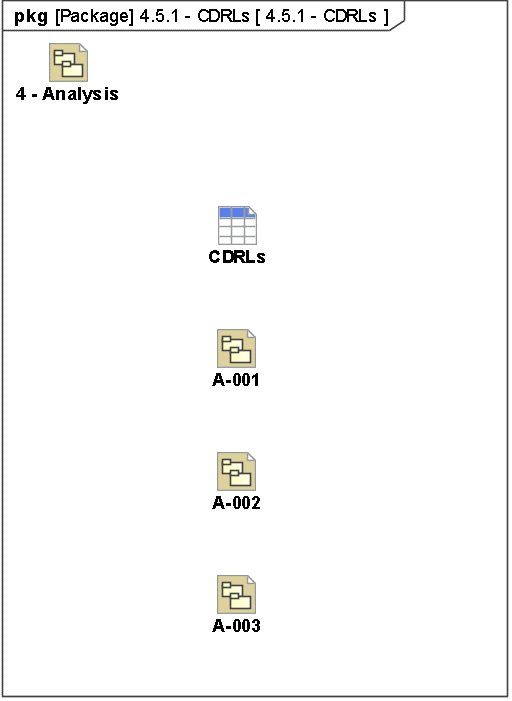 pkg [Package] 4.5.1 - CDRLs [ 4.5.1 - CDRLs ]
4 - Analysis
CDRLs
A-001
A-002
A-003